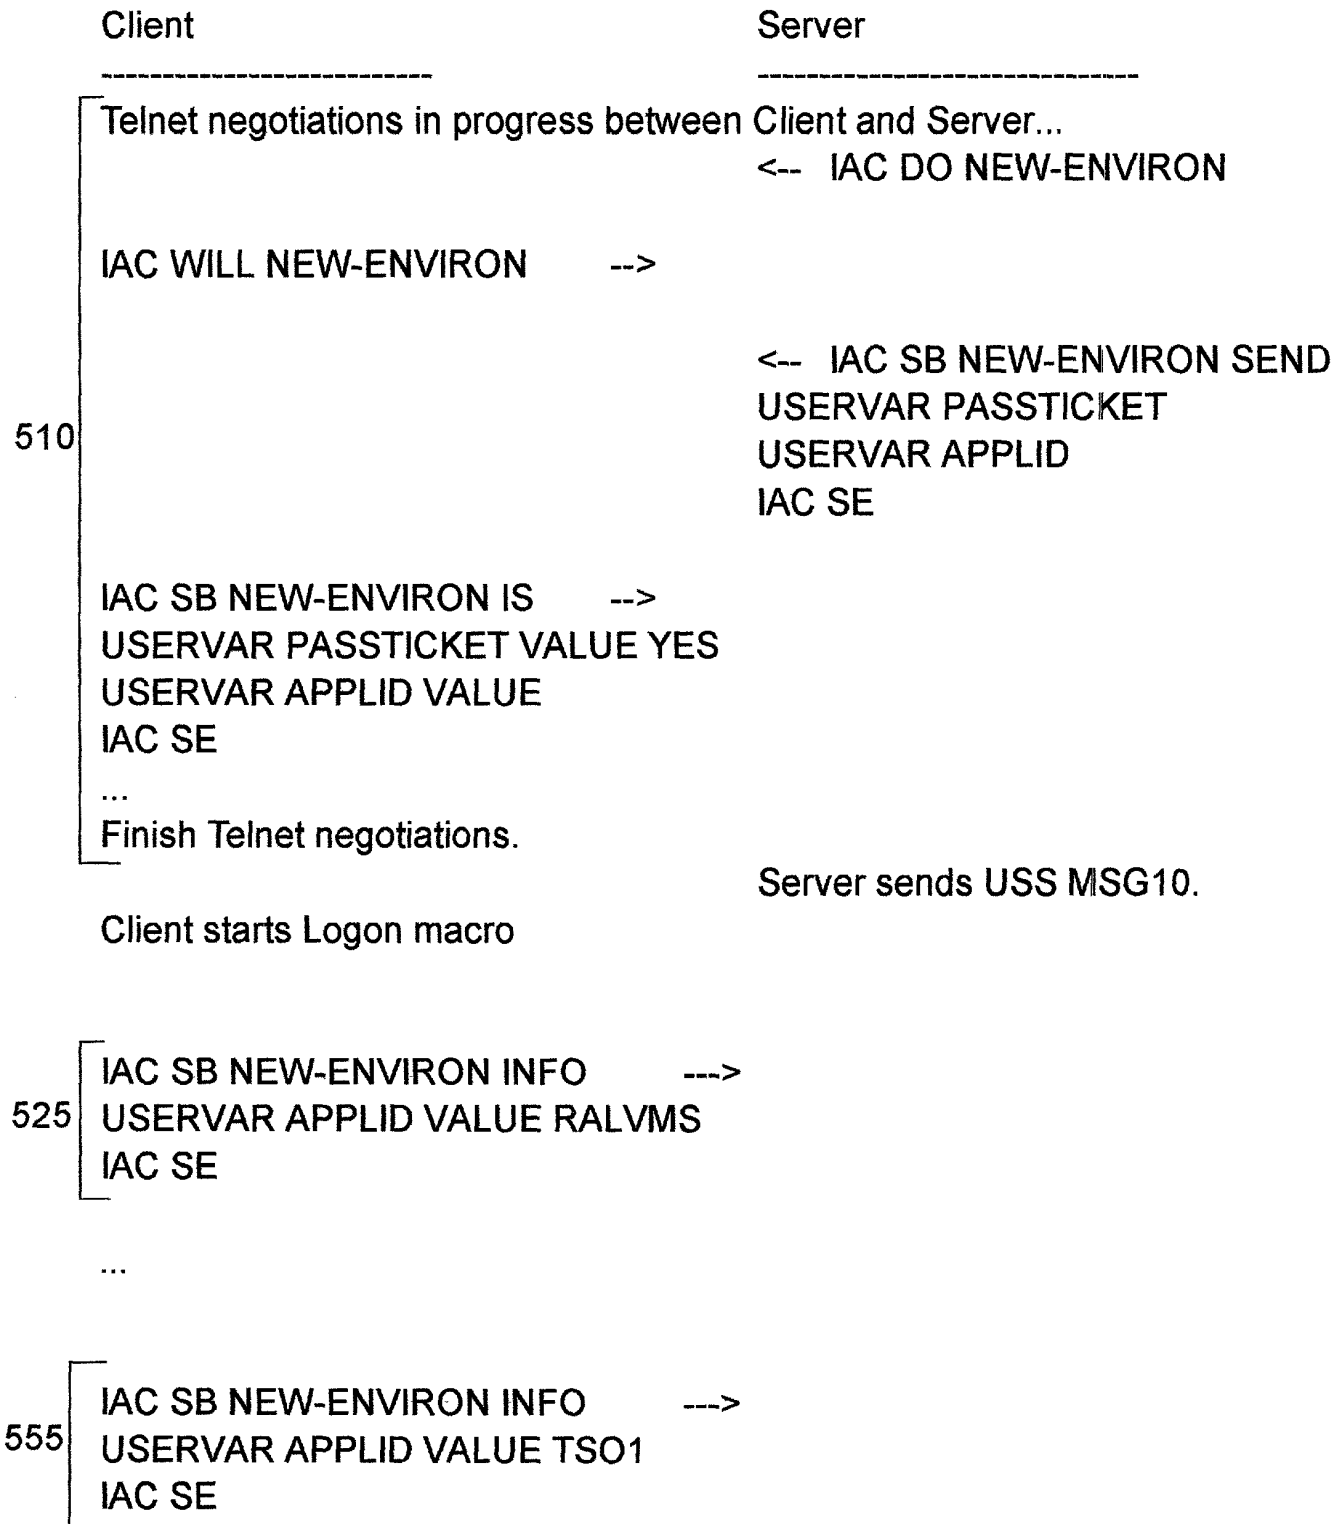 Client Server
--------------------------- -------------------------------
Telnet negotiations in progress between Client and Server...
<-- IAC DO NEW-ENVIRON
IAC WILL NEW-ENVIRON -->
<-- IAC SB NEW-ENVIRON SEND
USERVAR PASSTICKET
510
USERVAR APPLID
IAC SE
IAC SB NEW-ENVIRON IS -->
USERVAR PASSTICKET VALUE YES
USERVAR APPLID VALUE
IAC SE
...
Finish Telnet negotiations.
Server sends USS MSG10.
Client starts Logon macro
IAC SB NEW-ENVIRON INFO --->
525 USERVAR APPLID VALUE RALVMS
IAC SE
...
IAC SB NEW-ENVIRON INFO --->
555 USERVAR APPLID VALUE TSO1
IAC SE